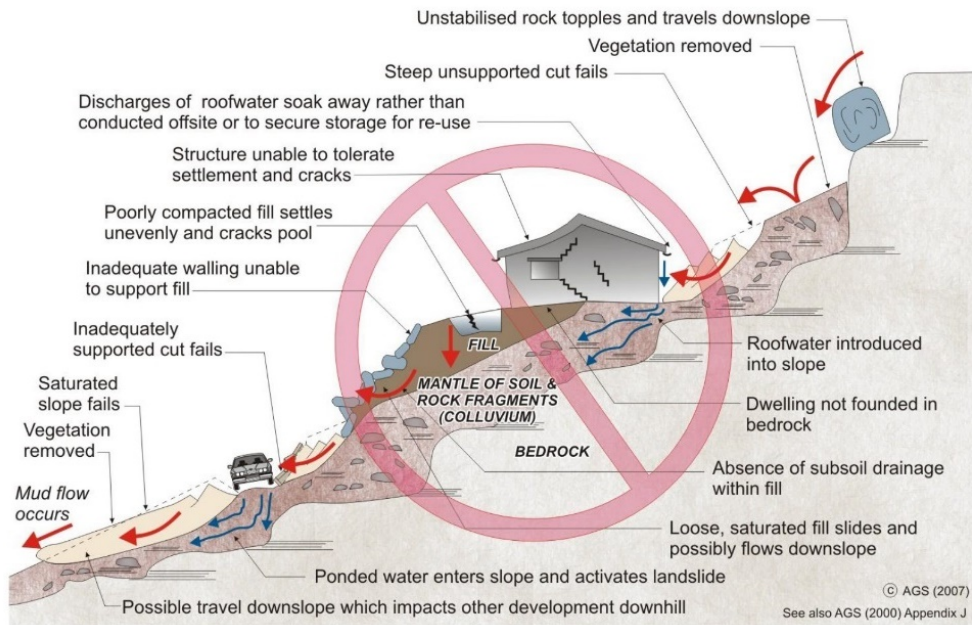 Unstabilised rock topples and travels downslope
Vegetation removed
Steep unsupported cut fails
Discharges of roofwater soak away rather than
conducted offsite or to secure storage for re-use
Structure unable to tolerate
settlement and cracks
Poorly compacted fill settles
unevenly and cracks pool
Inadequate walling unable
to support fill
Inadequately
supported cut fails
Saturated
slope fails
Vegetation
removed
Mud flow
occurs
FILL
MANTLE OF SOIL &
ROCK FRAGMENTS
(COLLUVIUM)
BEDROCK
Roofwater introduced
into slope
Dwelling not founded in
bedrock
Absence of subsoil drainage
within fill
Loose, saturated fill slides and
possibly flows downslope
Ponded water enters slope and activates landslide
Possible travel downslope which impacts other development downhill
© AGS (2007)
See also AGS (2000) Appendix J